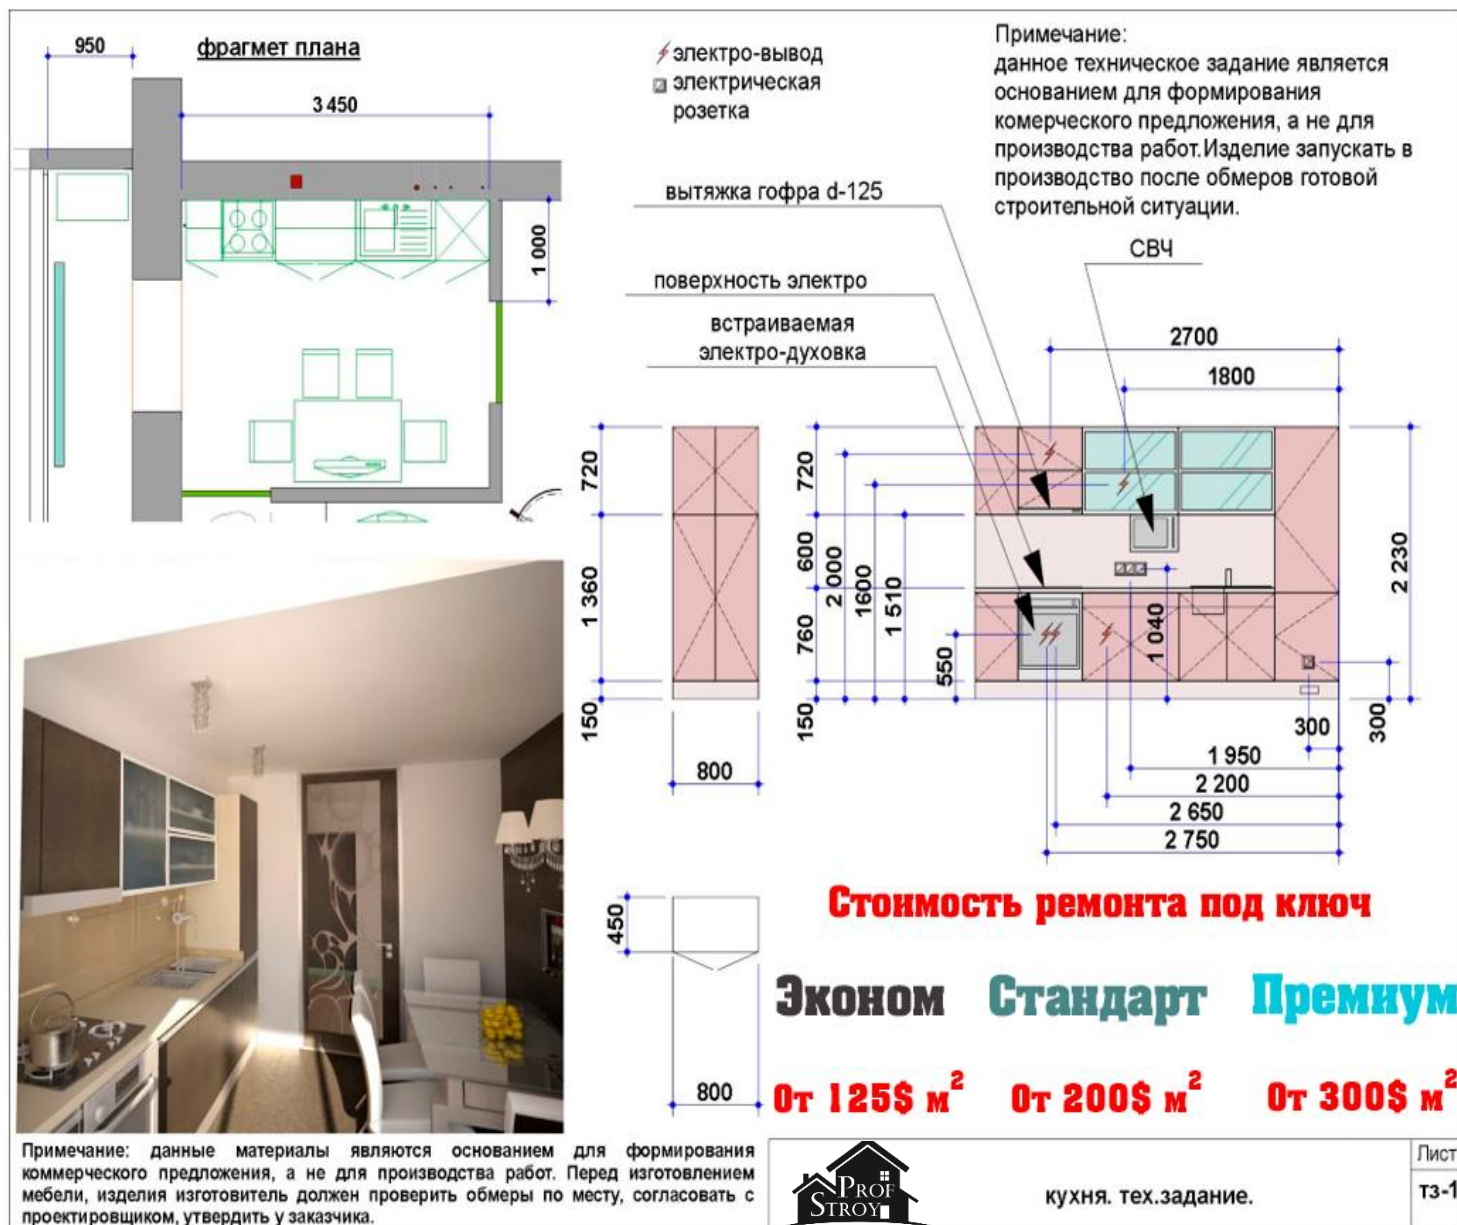 950
фрагмет плана
3 450
1 000
электро-вывод
электрическая
розетка
Примечание:
данное техническое задание является
основанием для формирования
комерческого предложения, а не для
производства работ.Изделие запускать в
производство после обмеров готовой
строительной ситуации.
вытяжка гофра d-125
СВЧ
поверхность электро
встраиваемая
электро-духовка
2700
1800
720
1 360
150
800
720
600
760
150
2 000
1600
1 510
550
1 040
2 230
300
300
1 950
2 200
2 650
2 750
450
800
Стоимость ремонта под ключ
Эконом Стандарт Премиум
От 125$ м² От 200$ м² От 300$ м²
Примечание: данные материалы являются основанием для формирования
коммерческого предложения, а не для производства работ. Перед изготовлением
мебели, изделия изготовитель должен проверить обмеры по месту, согласовать с
проектировщиком, утвердить у заказчика.
PROF
STROY
кухня. тех.задание.
Лист
тз-1